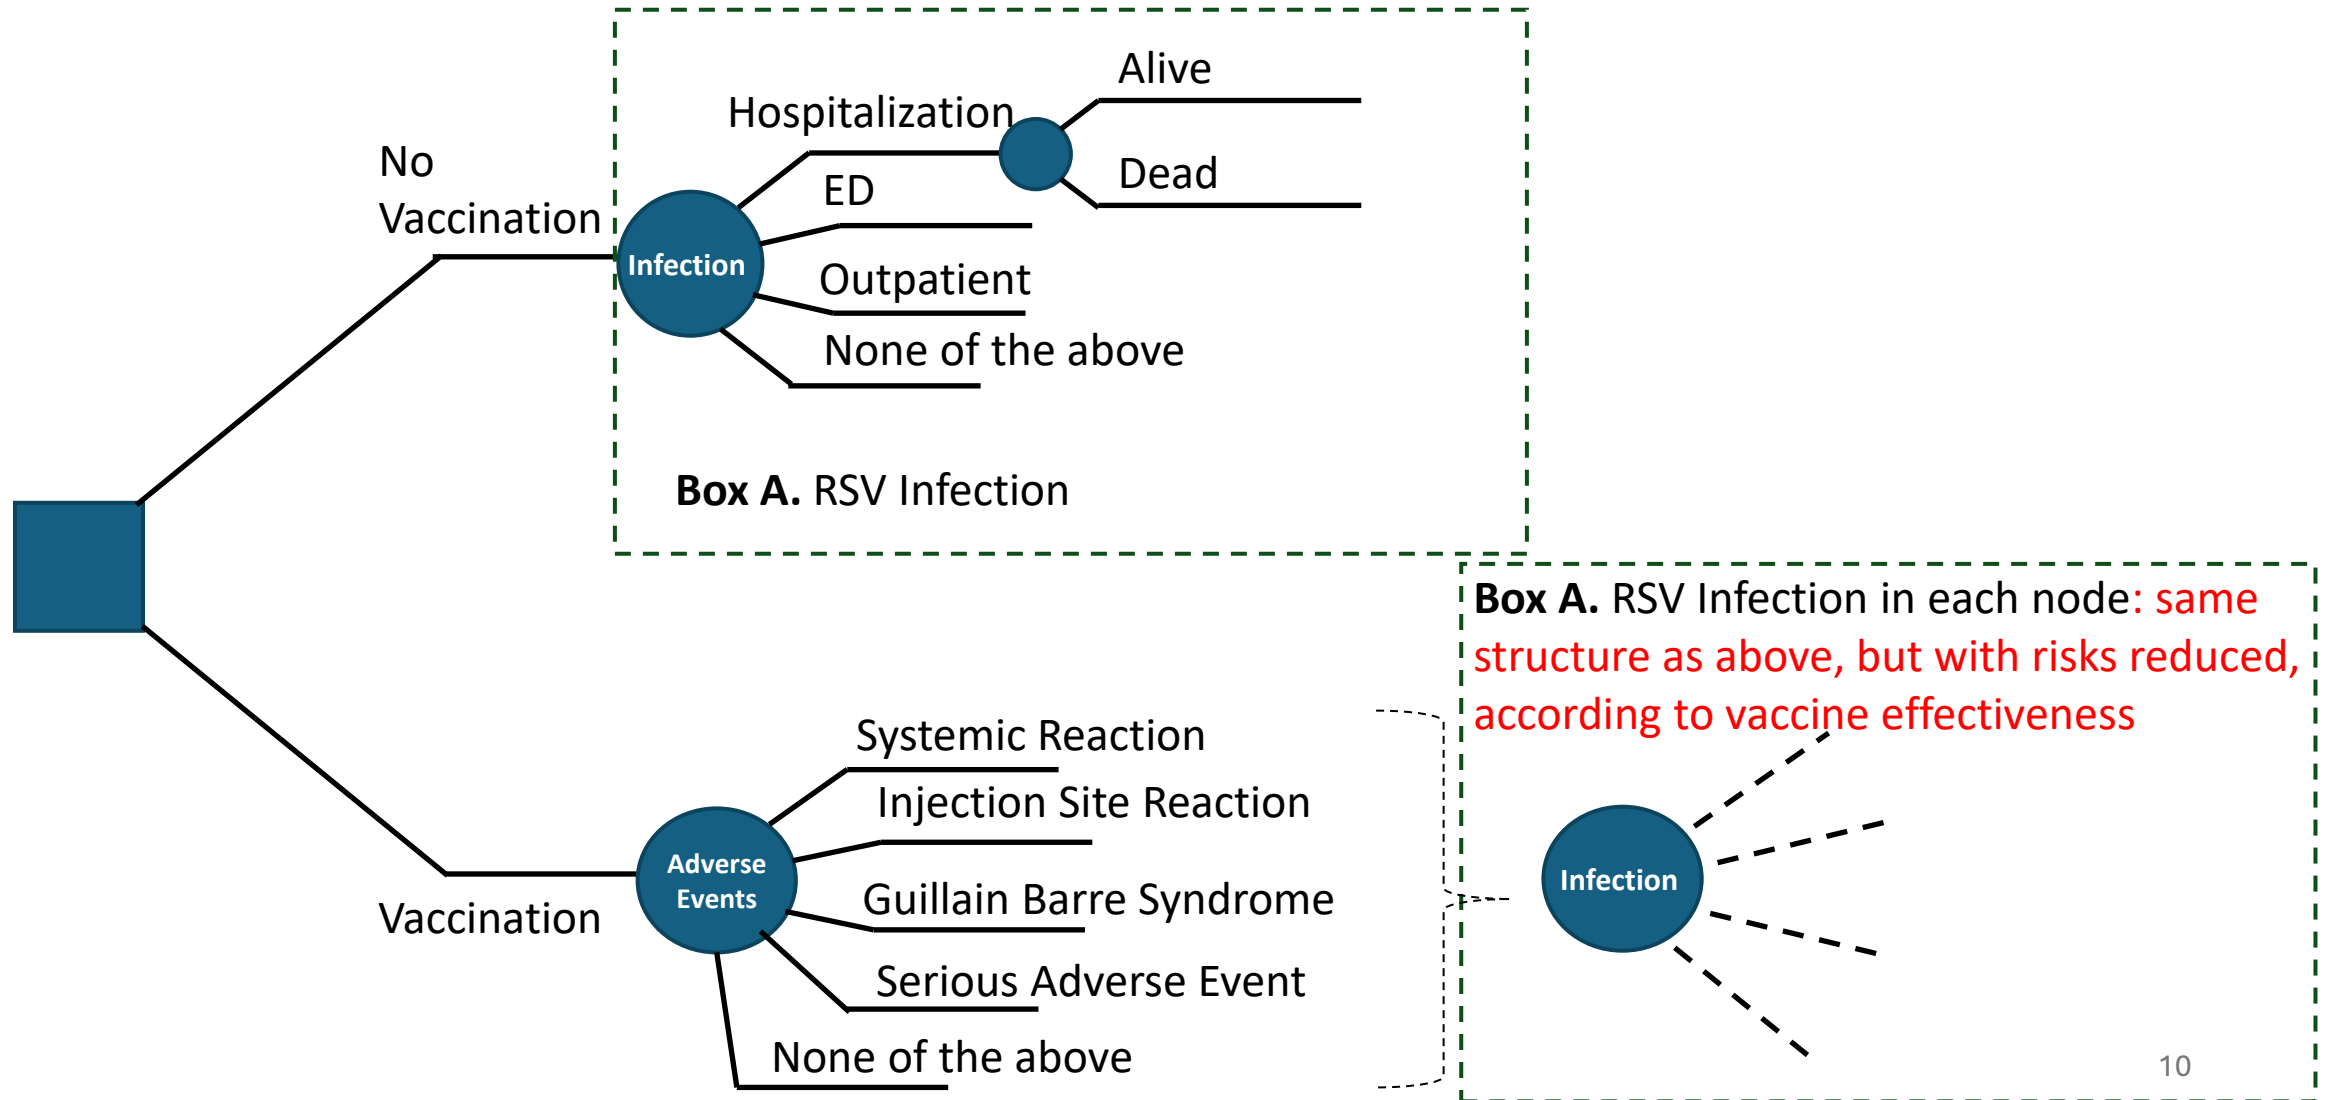 No
Vaccination
Infection
Hospitalization
Alive
Dead
ED
Outpatient
None of the above
Box A. RSV Infection
Vaccination
Adverse
Events
Systemic Reaction
Injection Site Reaction
Guillain Barre Syndrome
Serious Adverse Event
None of the above
Box A. RSV Infection in each node: same
structure as above, but with risks reduced,
according to vaccine effectiveness
Infection
10